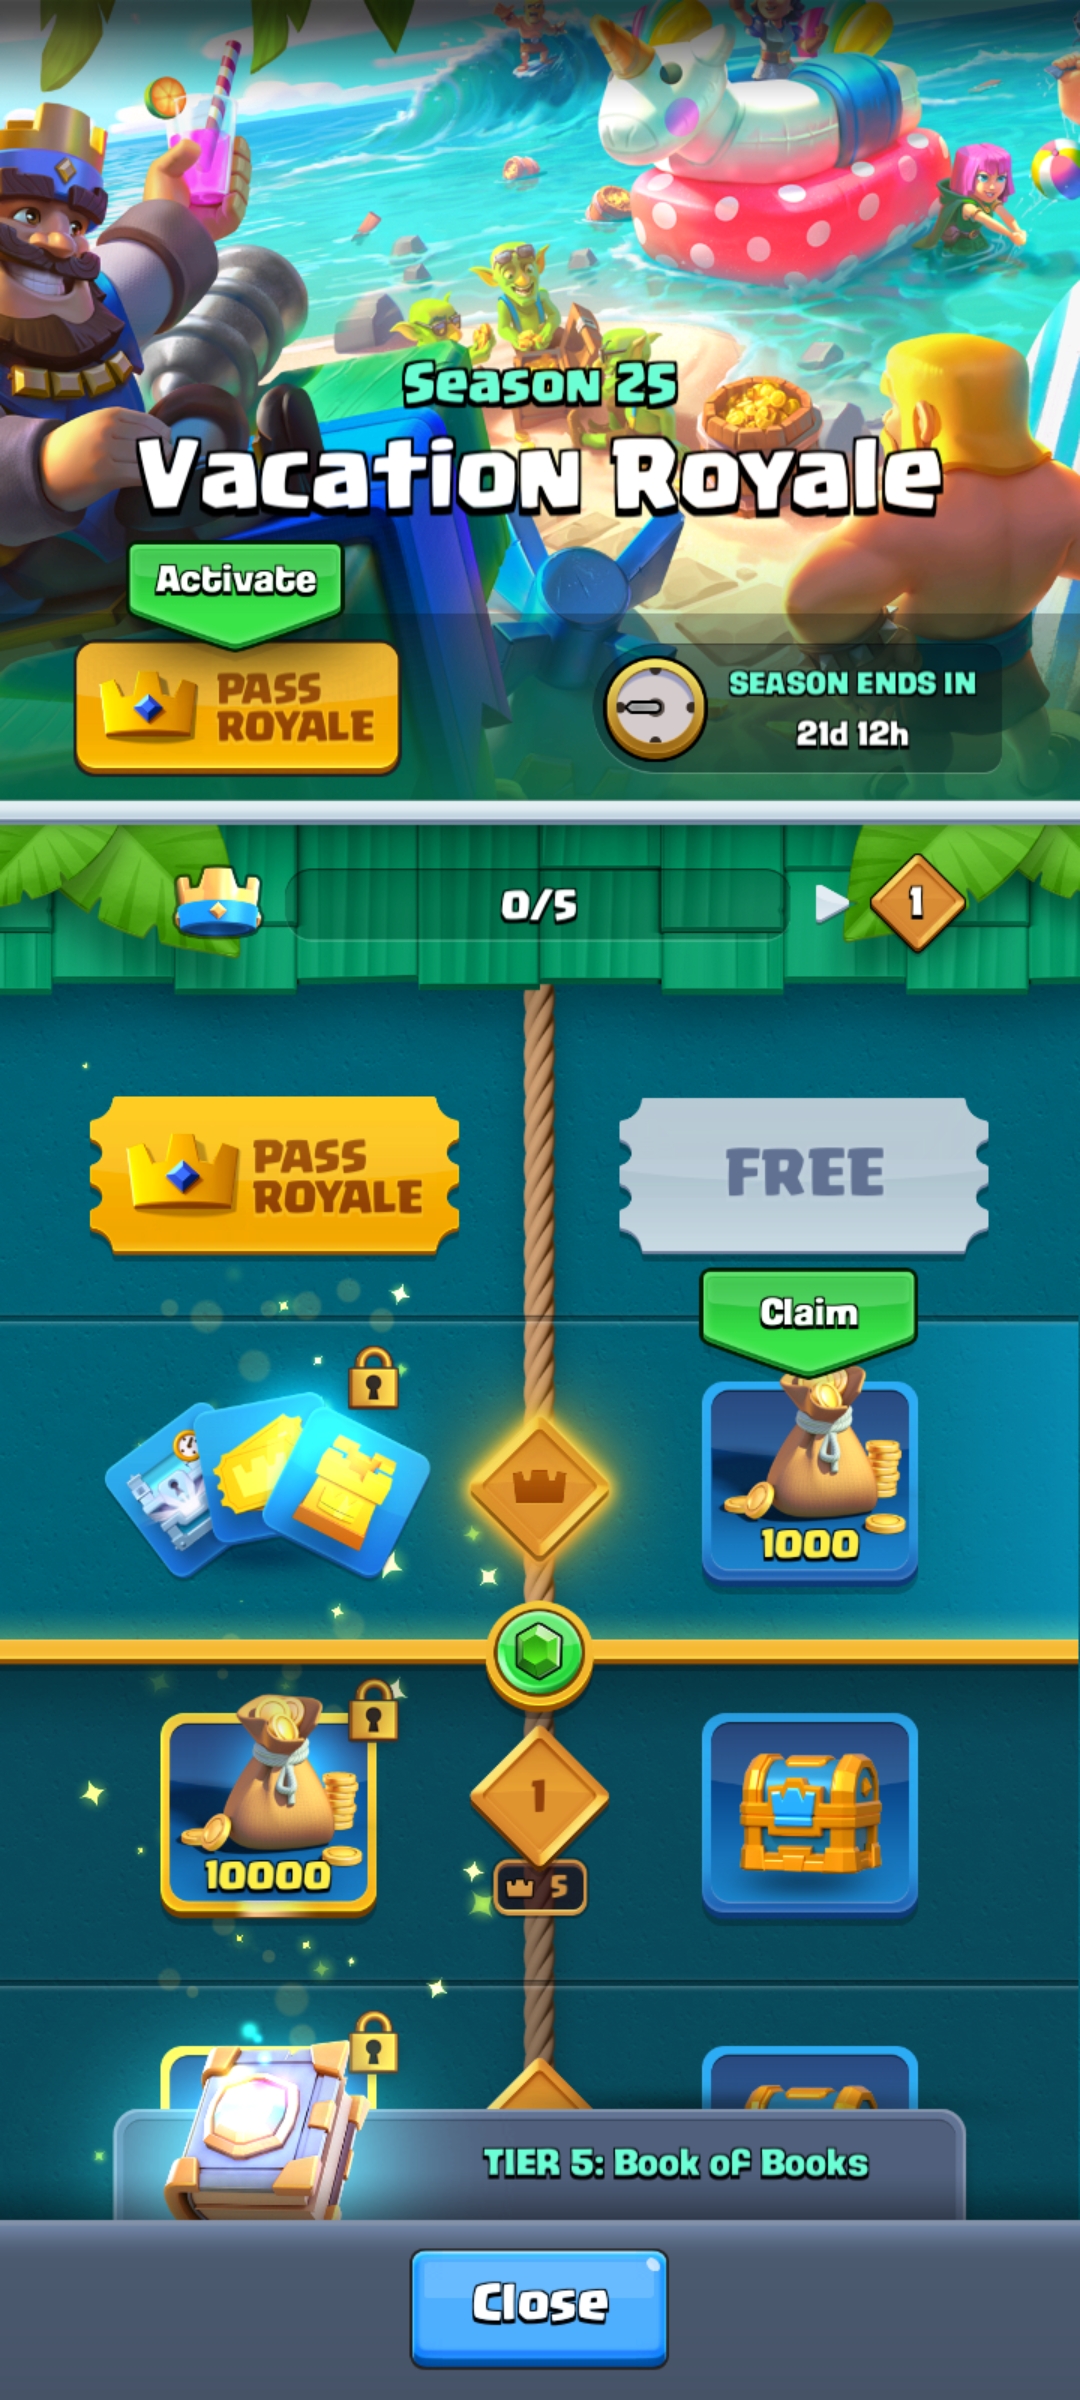 Season 25
Vacation Royale
Activate
PASS
ROYALE
SEASON ENDS IN
21d 12h
0/5
1
PASS
ROYALE
FREE
Claim
1000
10000
1
5
TIER 5: Book of Books
Close